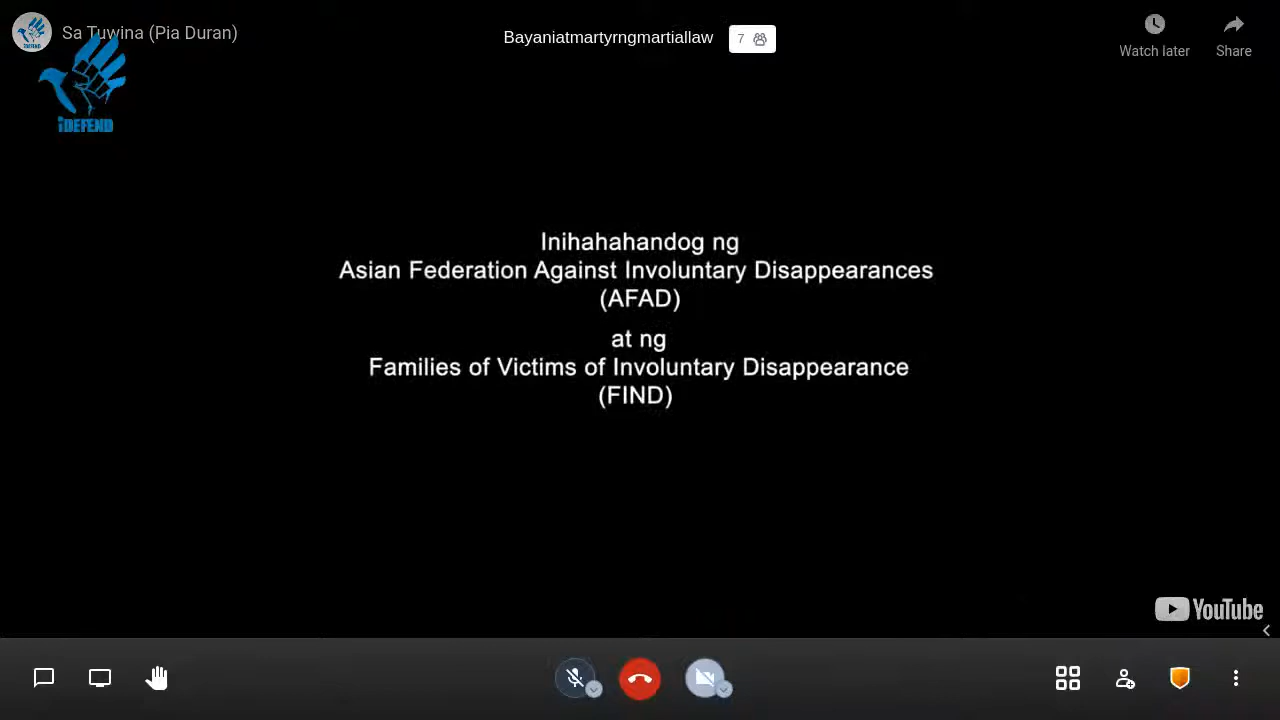 Sa Tuwina (Pia Duran)
Bayaniatmartyrngmartiallaw
7
Watch later
Share
iDEFEND
Inihahahandog ng
Asian Federation Against Involuntary Disappearances
(AFAD)
at ng
Families of Victims of Involuntary Disappearance
(FIND)
YouTube